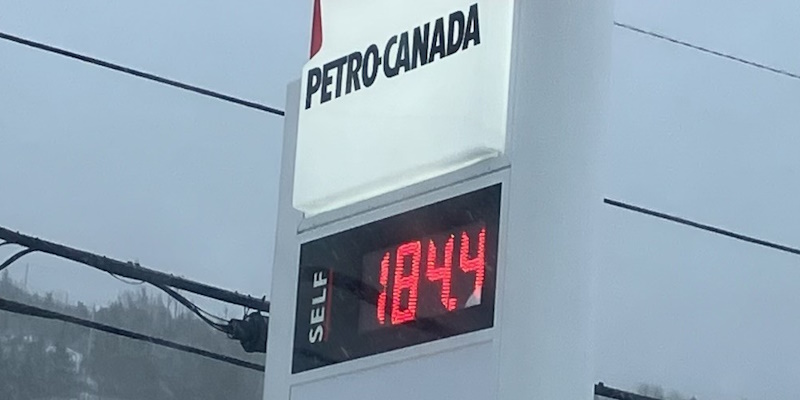 PETRO-CANADA
SELF
184.4